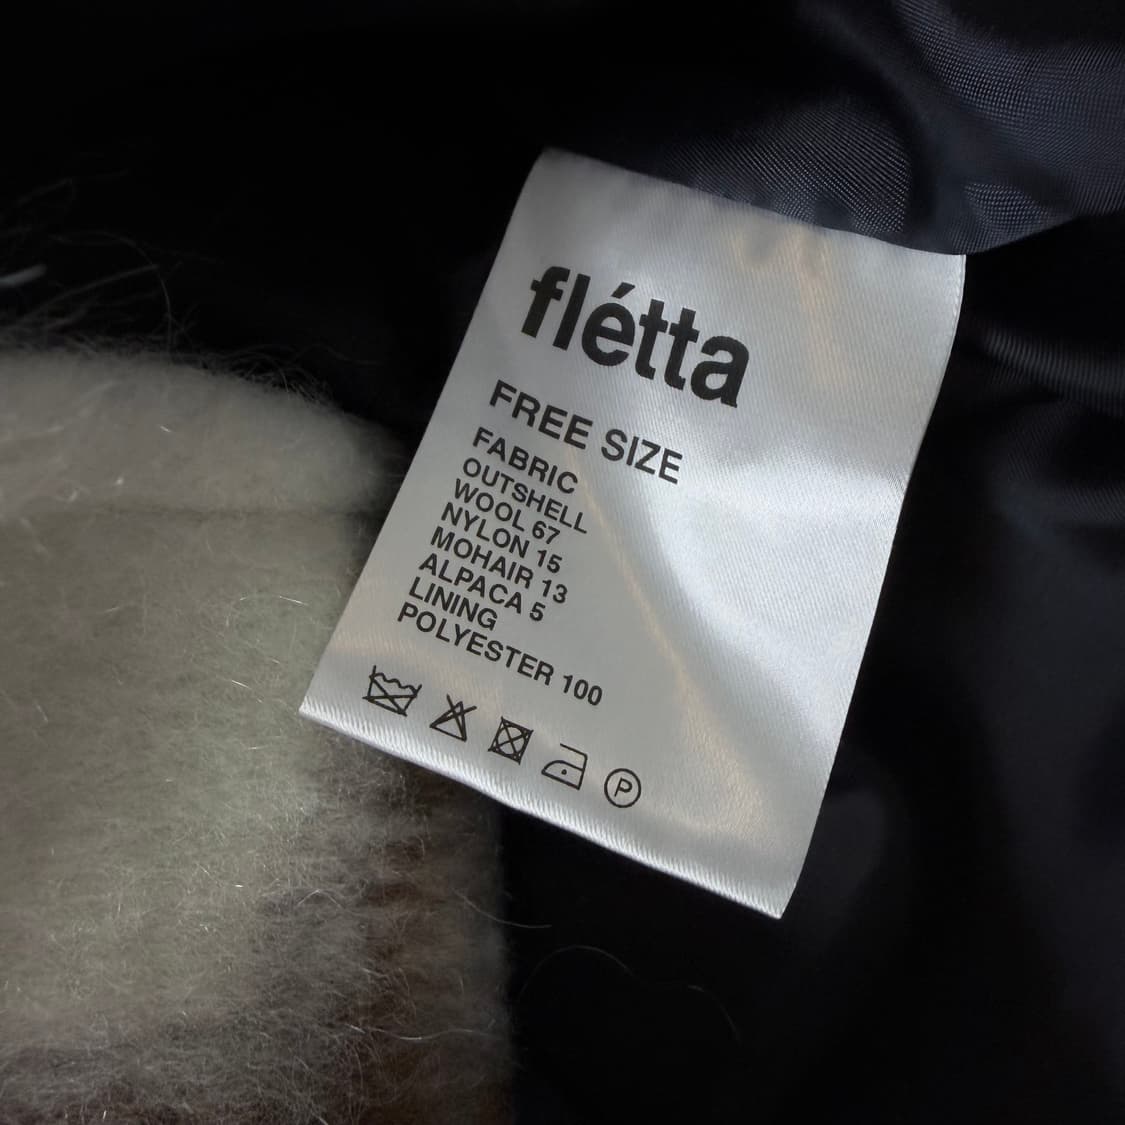 flétta
FREE SIZE
FABRIC
OUTSHELL
WOOL 67
NYLON 15
MOHAIR 13
ALPACA 5
LINING
POLYESTER 100
P